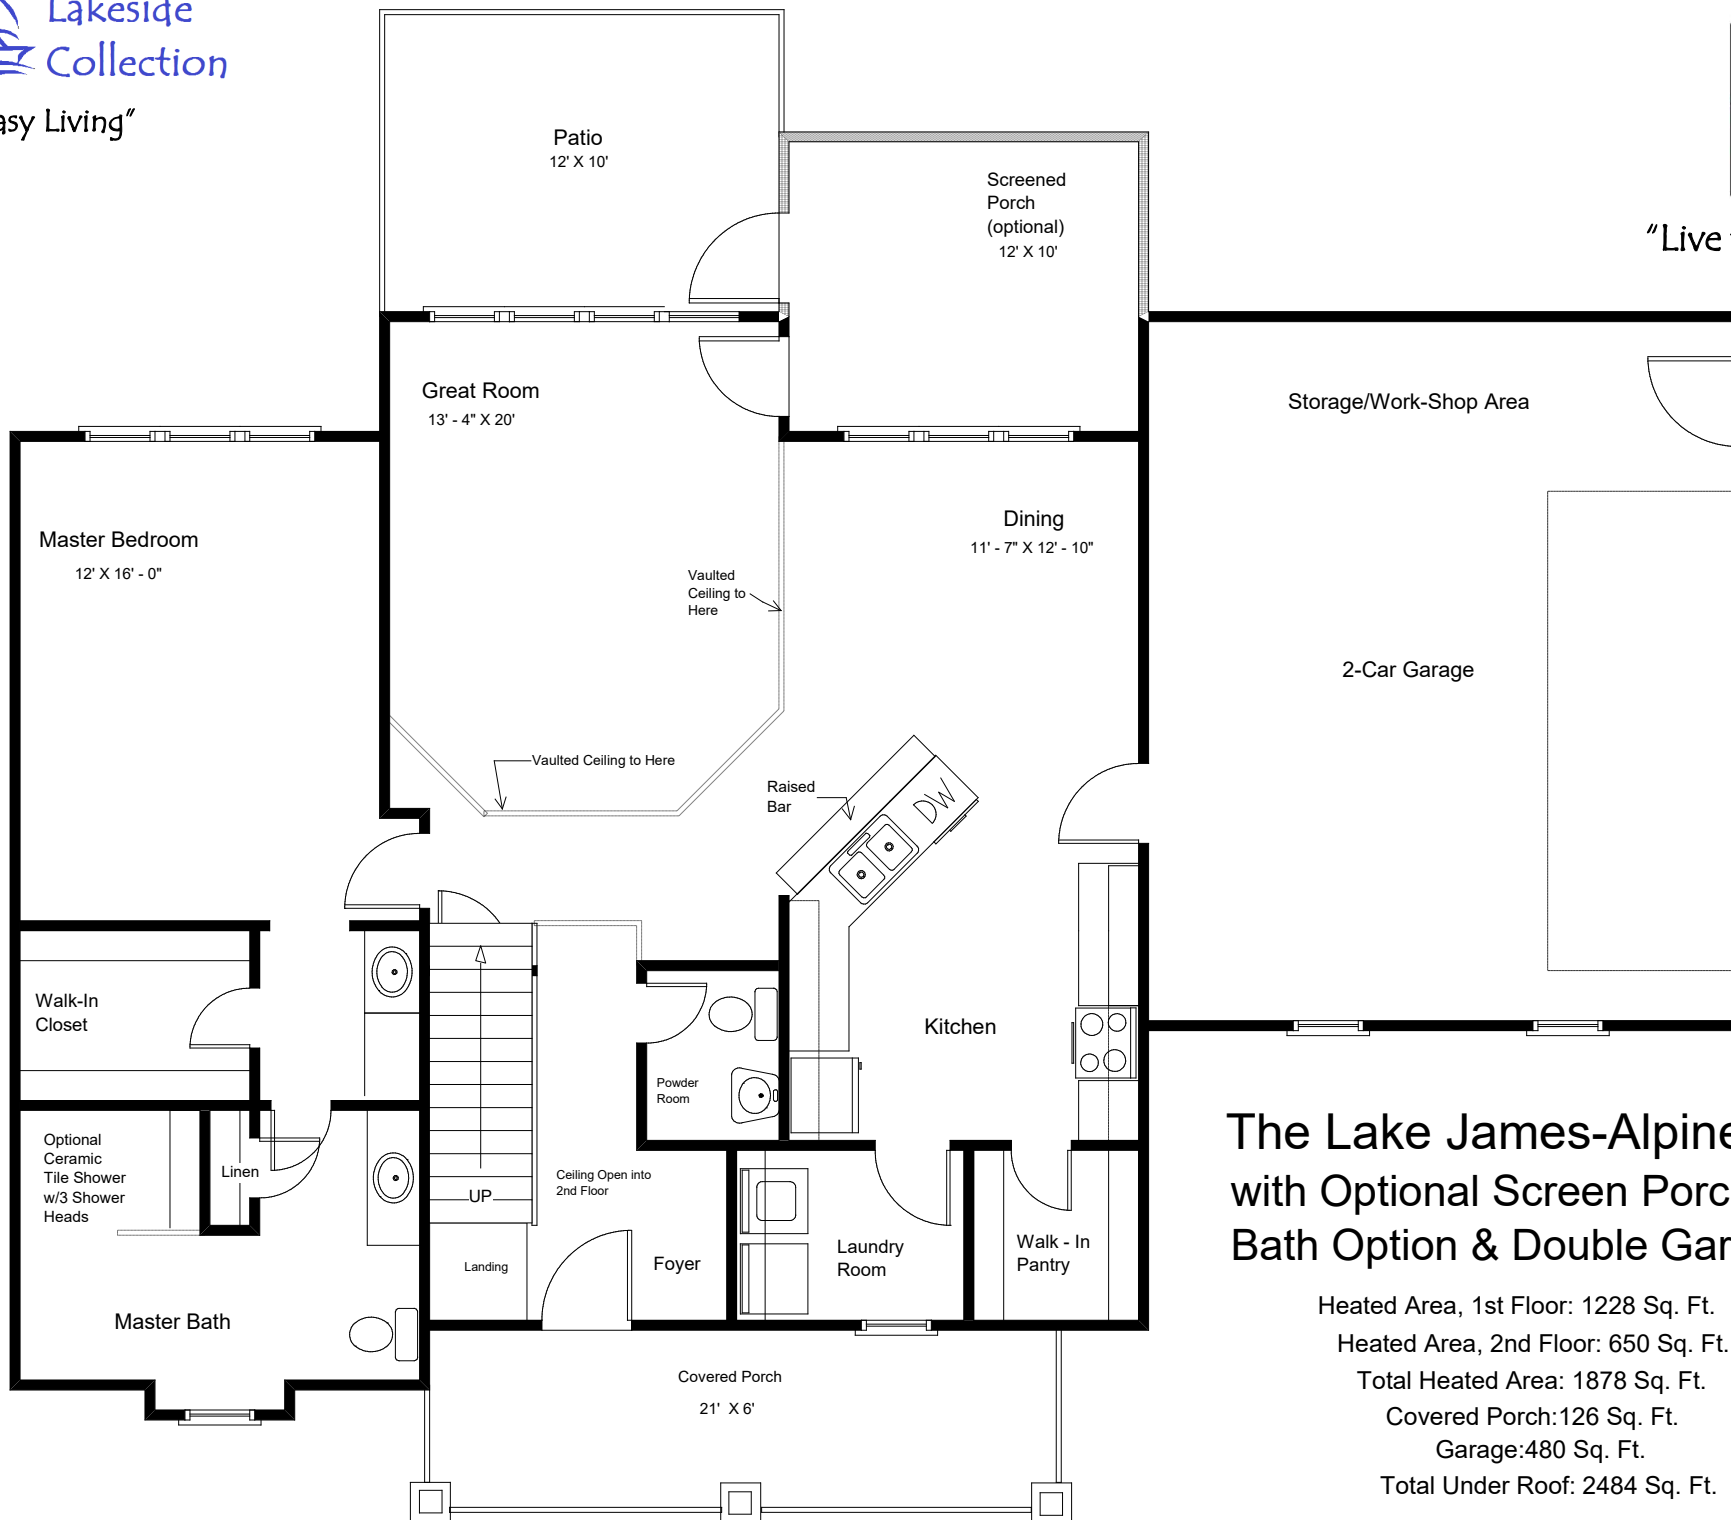 Lakeside
Collection
Living"
Patio
12' X 10'
Screened
Porch
(optional)
12' X 10'
"Live
Great Room
13' - 4" X 20'
Storage/Work-Shop Area
Dining
11' - 7" X 12' - 10"
Master Bedroom
12' X 16' - 0"
Vaulted
Ceiling to
Here
2-Car Garage
Vaulted Ceiling to Here
Raised
Bar
DW
Walk-In
Closet
Kitchen
Powder
Room
Optional
Ceramic
Tile Shower
w/3 Shower
Heads
Linen
UP
Ceiling Open into
2nd Floor
Landing
Foyer
Laundry
Room
Walk - In
Pantry
Master Bath
Covered Porch
21' X 6'
The Lake James-Alpine
with Optional Screen
Bath Option & Double
Heated Area, 1st Floor: 1228 Sq. Ft.
Heated Area, 2nd Floor: 650 Sq. Ft.
Total Heated Area: 1878 Sq. Ft.
Covered Porch:126 Sq. Ft.
Garage:480 Sq. Ft.
Total Under Roof: 2484 Sq. Ft.